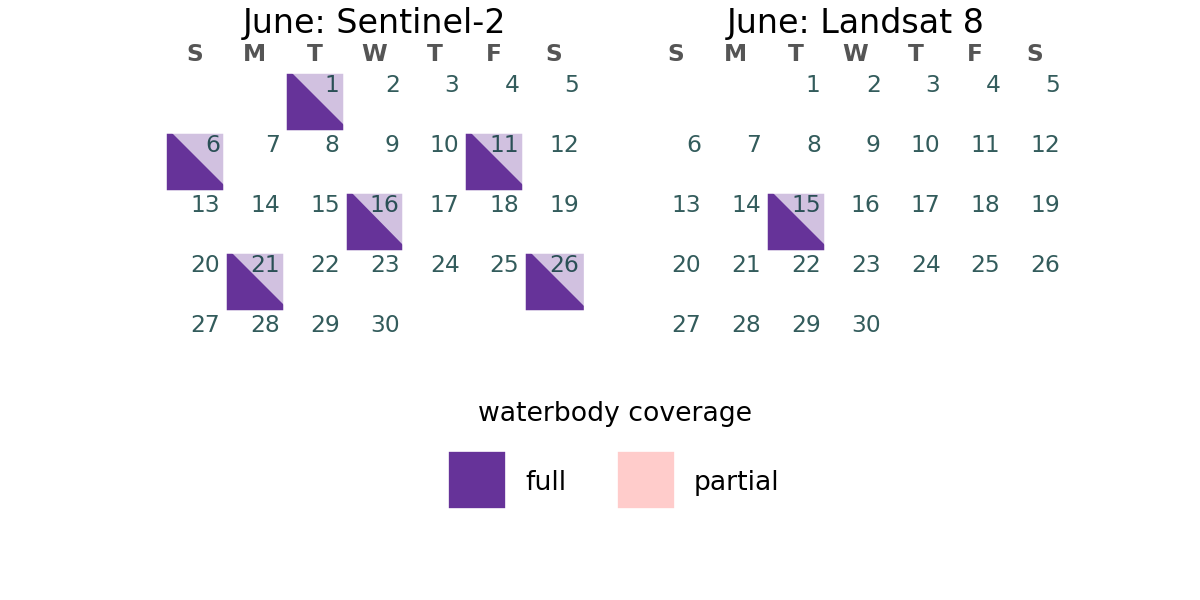 June: Sentinel-2
S M T W T F S
1 2 3 4 5
6 7 8 9 10 11 12
13 14 15 16 17 18 19
20 21 22 23 24 25 26
27 28 29 30
June: Landsat 8
S M T W T F S
1 2 3 4 5
6 7 8 9 10 11 12
13 14 15 16 17 18 19
20 21 22 23 24 25 26
27 28 29 30
waterbody coverage
full
partial